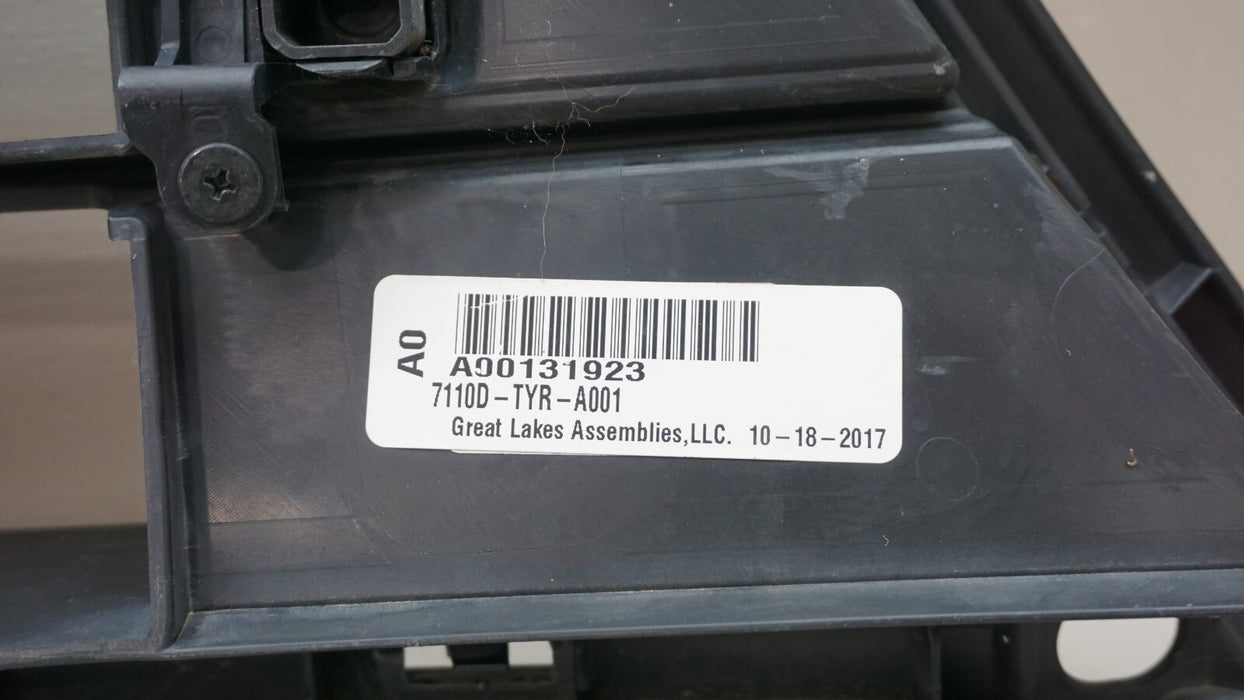 A0
A00131923
7110D-TYR-A001
Great Lakes Assemblies,LLC. 10-18-2017